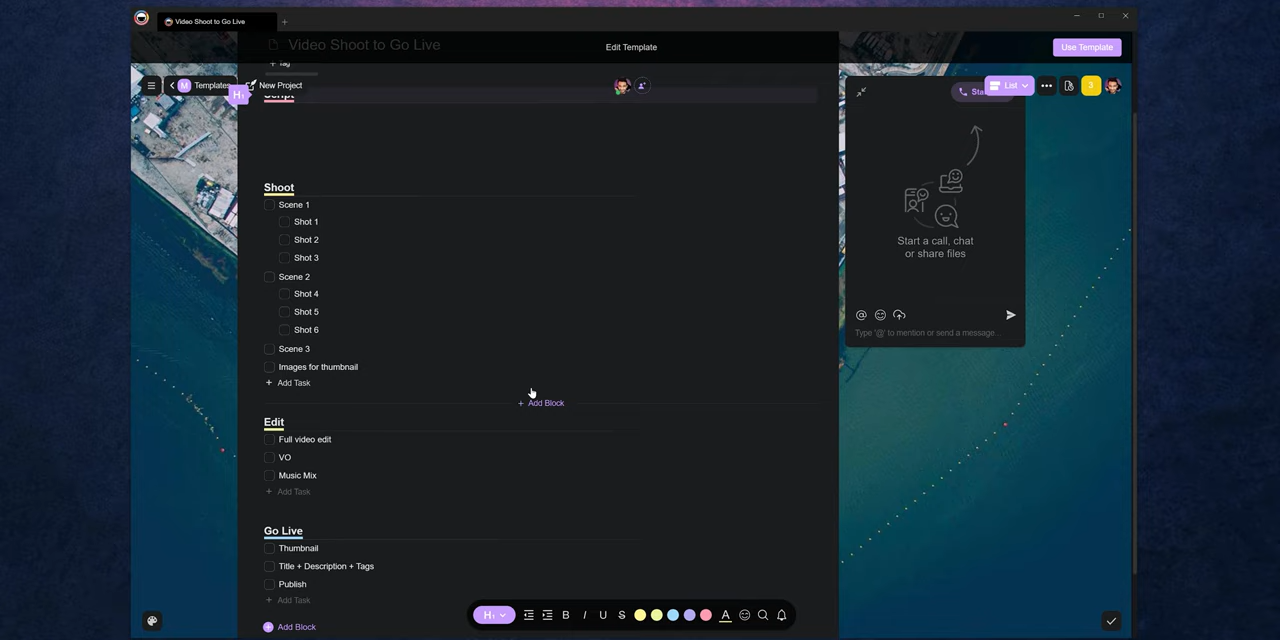 Video Shoot to Go Live
Video Shoot to Go Live
Edit Template
Use Template
+ Tag
Templates
New Project
List
3
Script
Shoot
Scene 1
Shot 1
Shot 2
Shot 3
Scene 2
Shot 4
Shot 5
Shot 6
Scene 3
Images for thumbnail
+ Add Task
+ Add Block
Edit
Full video edit
VO
Music Mix
+ Add Task
Go Live
Thumbnail
Title + Description + Tags
Publish
+ Add Task
+ Add Block
Start a call, chat
or share files
Type '@' to mention or send a message...
H1
B I U S
A